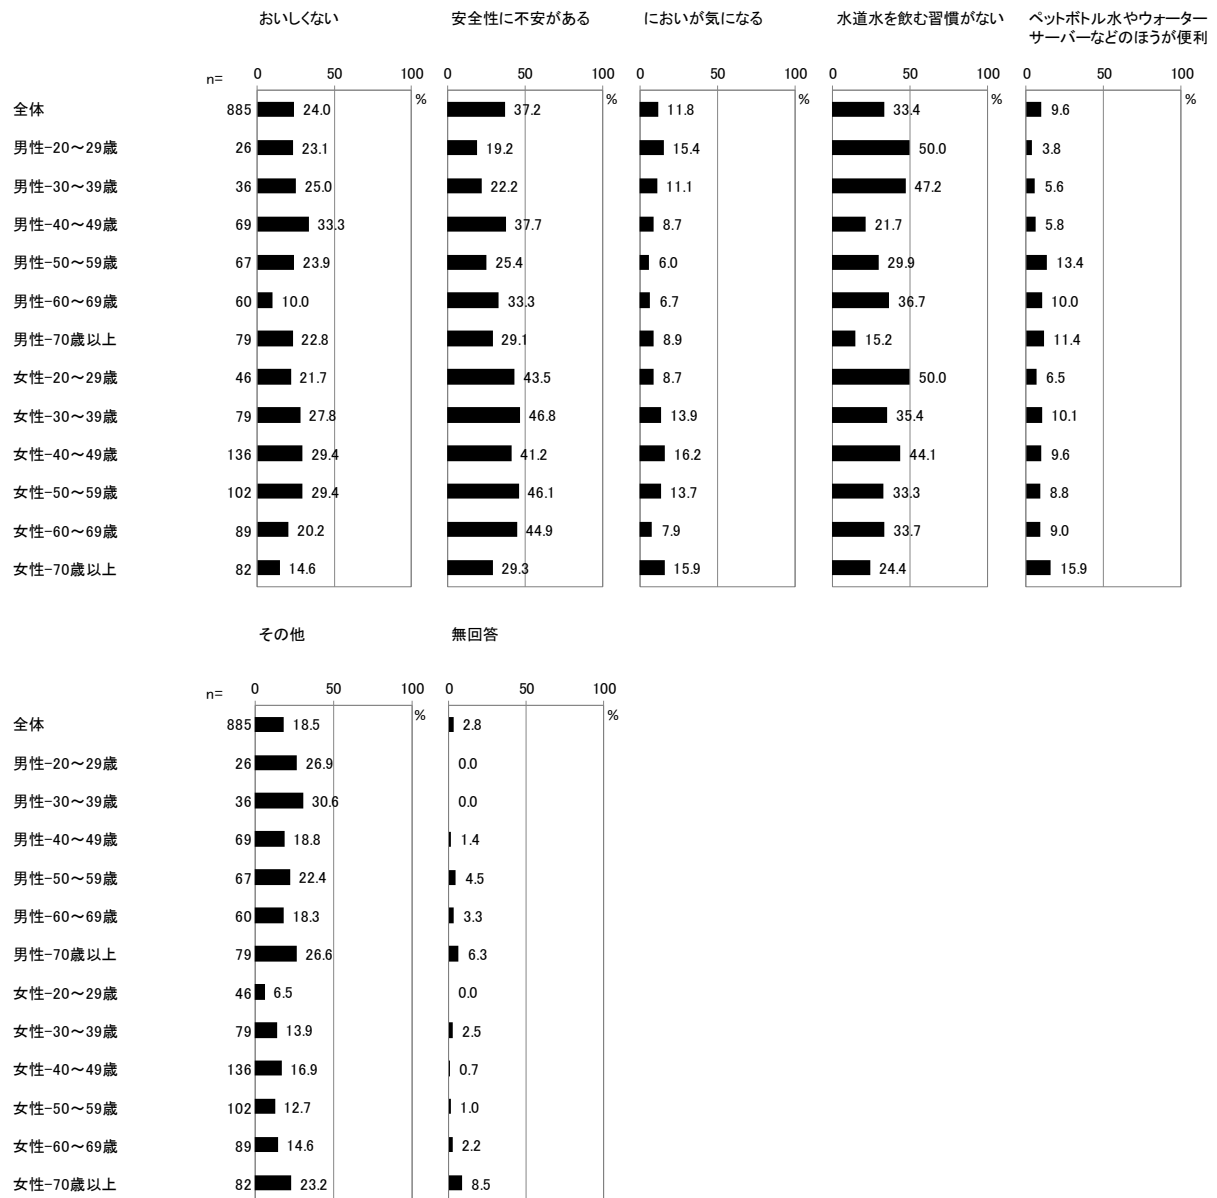 おいしくない 安全性に不安がある においが気になる 水道水を飲む習慣がない ペットボトル水やウォーター
サーバーなどのほうが便利
n= 0 50 100 0 50 100 0 50 100 0 50 100 0 50 100
% % % % %
全体 885 24.0 37.2 11.8 33.4 9.6
男性-20~29歳 26 23.1 19.2 15.4 50.0 3.8
男性-30~39歳 36 25.0 22.2 11.1 47.2 5.6
男性-40~49歳 69 33.3 37.7 8.7 21.7 5.8
男性-50~59歳 67 23.9 25.4 6.0 29.9 13.4
男性-60~69歳 60 10.0 33.3 6.7 36.7 10.0
男性-70歳以上 79 22.8 29.1 8.9 15.2 11.4
女性-20~29歳 46 21.7 43.5 8.7 50.0 6.5
女性-30~39歳 79 27.8 46.8 13.9 35.4 10.1
女性-40~49歳 136 29.4 41.2 16.2 44.1 9.6
女性-50~59歳 102 29.4 46.1 13.7 33.3 8.8
女性-60~69歳 89 20.2 44.9 7.9 33.7 9.0
女性-70歳以上 82 14.6 29.3 15.9 24.4 15.9
その他 無回答
n= 0 50 100 0 50 100
% %
全体 885 18.5 2.8
男性-20~29歳 26 26.9 0.0
男性-30~39歳 36 30.6 0.0
男性-40~49歳 69 18.8 1.4
男性-50~59歳 67 22.4 4.5
男性-60~69歳 60 18.3 3.3
男性-70歳以上 79 26.6 6.3
女性-20~29歳 46 6.5 0.0
女性-30~39歳 79 13.9 2.5
女性-40~49歳 136 16.9 0.7
女性-50~59歳 102 12.7 1.0
女性-60~69歳 89 14.6 2.2
女性-70歳以上 82 23.2 8.5